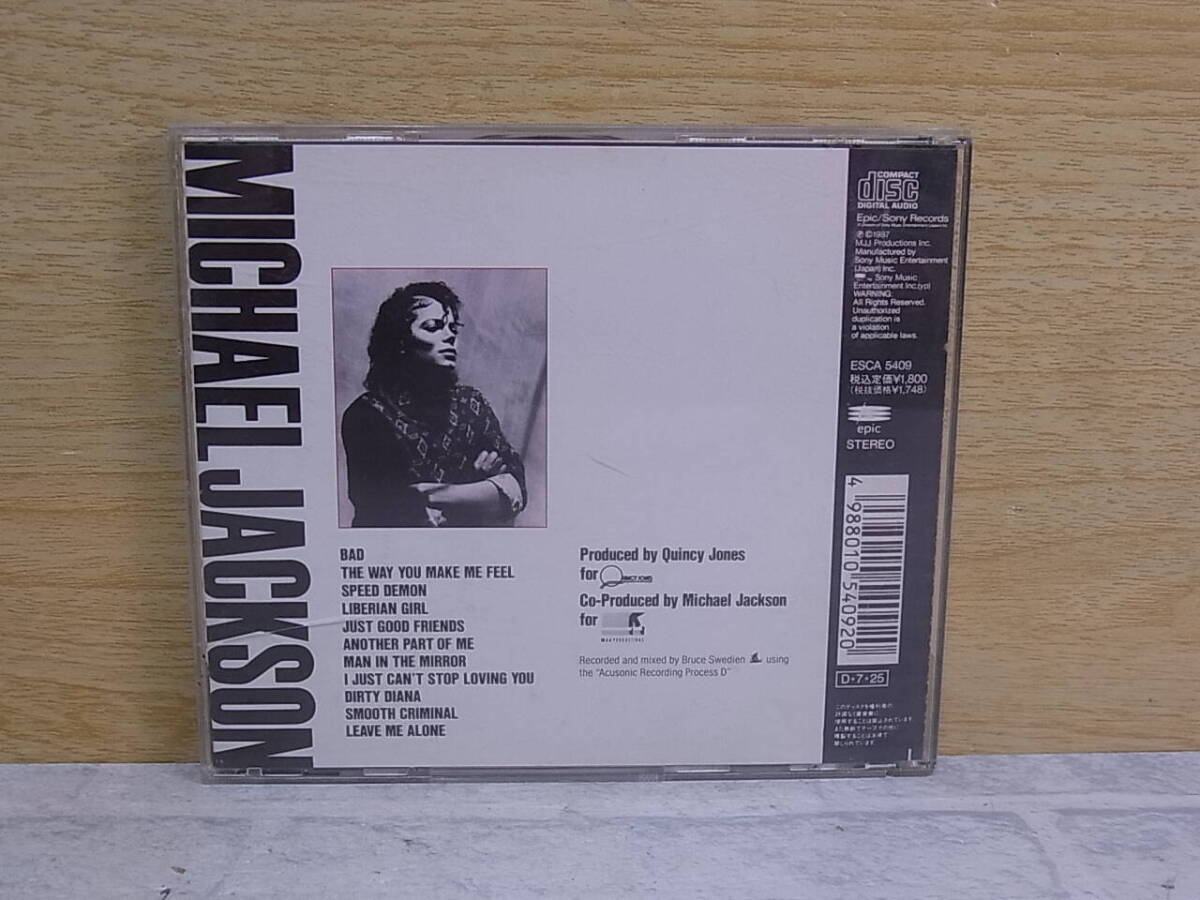 MICHAEL JACKSON
BAD
THE WAY YOU MAKE ME FEEL
SPEED DEMON
LIBERIAN GIRL
JUST GOOD FRIENDS
ANOTHER PART OF ME
MAN IN THE MIRROR
I JUST CAN'T STOP LOVING YOU
DIRTY DIANA
SMOOTH CRIMINAL
LEAVE ME ALONE
Produced by Quincy Jones
for
Co-Produced by Michael Jackson
for
MJJ PRODUCTIONS
Recorded and mixed by Bruce Swedien using
the "Acusonic Recording Process D"
COMPACT
disc
DIGITAL AUDIO
Epic/Sony Records
℗©1987
MJJ Productions Inc.
Manufactured by
Sony Music Entertainment
(Japan) Inc.
Sony Music
Entertainment Inc.
WARNING:
All Rights Reserved.
Unauthorized
duplication is
a violation
of applicable laws.
ESCA 5409
税込定価¥1,800
(税抜価格¥1,748)
epic
STEREO
4 988010 540920
D・7・25